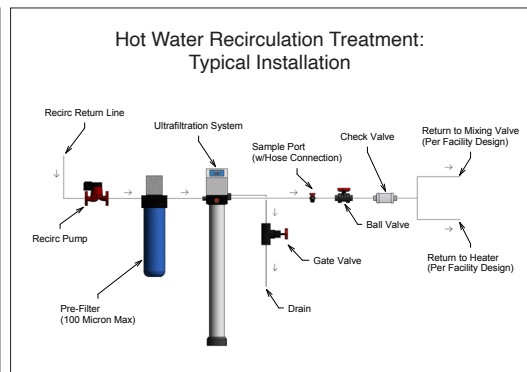 Hot Water Recirculation Treatment:
Typical Installation
Recirc Return Line
Ultrafiltration System
Sample Port
(w/Hose Connection)
Check Valve
Return to Mixing Valve
(Per Facility Design)
Recirc Pump
Ball Valve
Gate Valve
Return to Heater
(Per Facility Design)
Pre-Filter
(100 Micron Max)
Drain